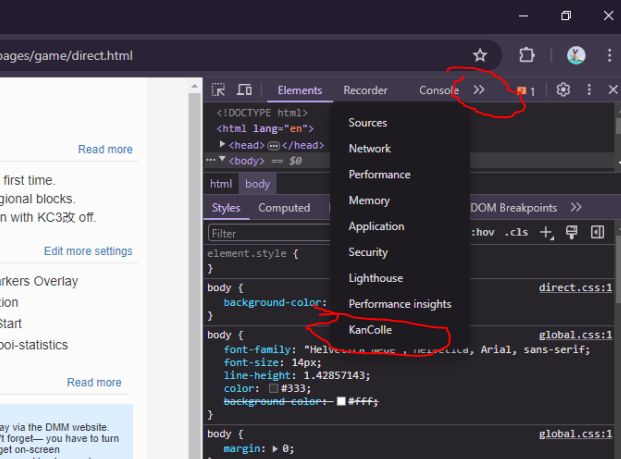 pages/game/direct.html
Elements Recorder Console 1
<!DOCTYPE html>
<html lang="en">
<head> </head>
<body> == $0
html body
Styles Computed DOM Breakpoints
Filter :hov .cls
element.style {
}
body { direct.css:1
background-color:
}
body { global.css:1
font-family: "Helvetica Neue", Helvetica, Arial, sans-serif;
font-size: 14px;
line-height: 1.42857143;
color: #333;
background-color: #fff;
}
body { global.css:1
margin: 0;
Sources
Network
Performance
Memory
Application
Security
Lighthouse
Performance insights
KanColle
Read more
first time.
gional blocks.
n with KC3改 off.
Edit more settings
arkers Overlay
tion
Start
poi-statistics
Read more
ay via the DMM website.
't forget— you have to turn
get on-screen